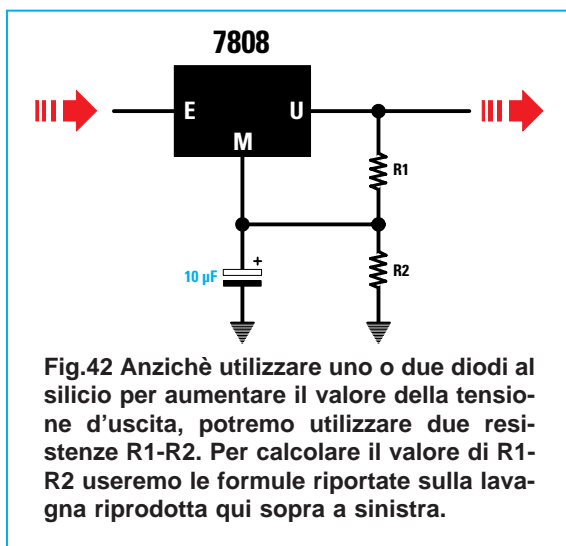 7808
E
U
M
R1
10 µF
+
R2
Fig.42 Anzichè utilizzare uno o due diodi al
silicio per aumentare il valore della tensio-
ne d'uscita, potremo utilizzare due resi-
stenze R1-R2. Per calcolare il valore di R1-
R2 useremo le formule riportate sulla lava-
gna riprodotta qui sopra a sinistra.